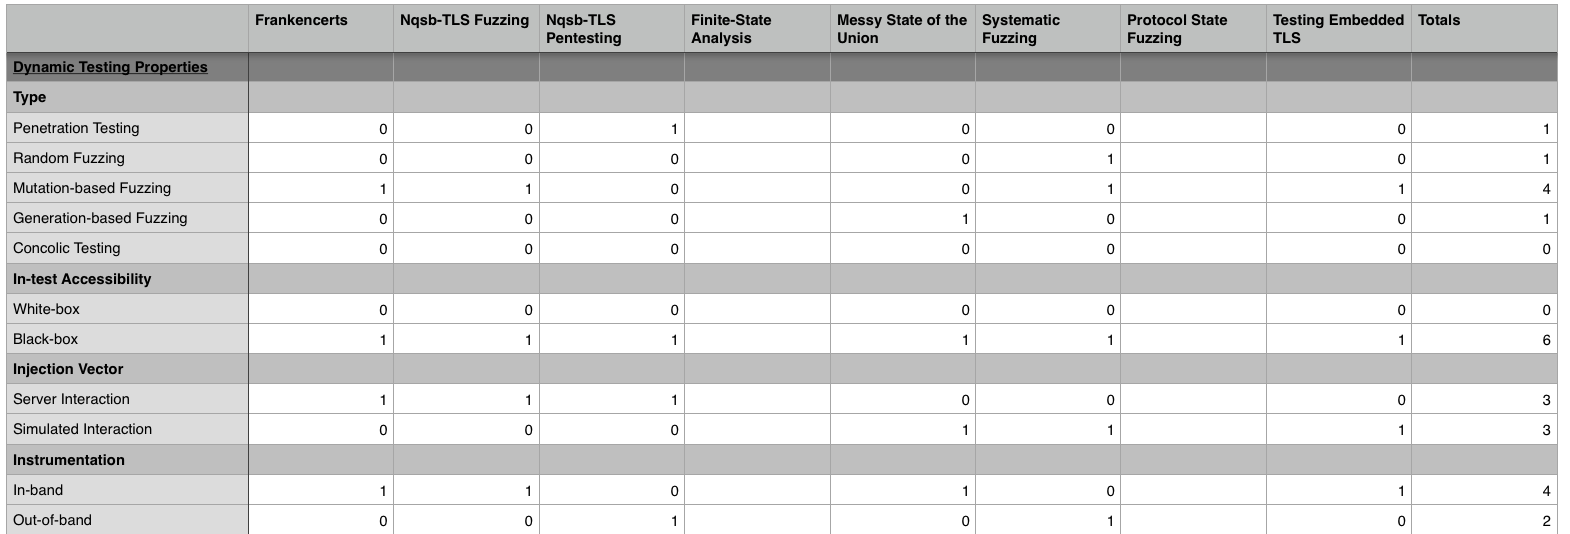 Frankencerts Nqsb-TLS Fuzzing Nqsb-TLS Pentesting Finite-State Analysis Messy State of the Union Systematic Fuzzing Protocol State Fuzzing Testing Embedded TLS Totals
Dynamic Testing Properties
Type
Penetration Testing 0 0 1 0 0 0 1
Random Fuzzing 0 0 0 0 1 0 1
Mutation-based Fuzzing 1 1 0 0 1 1 4
Generation-based Fuzzing 0 0 0 1 0 0 1
Concolic Testing 0 0 0 0 0 0 0
In-test Accessibility
White-box 0 0 0 0 0 0 0
Black-box 1 1 1 1 1 1 6
Injection Vector
Server Interaction 1 1 1 0 0 0 3
Simulated Interaction 0 0 0 1 1 1 3
Instrumentation
In-band 1 1 0 1 0 1 4
Out-of-band 0 0 1 0 1 0 2